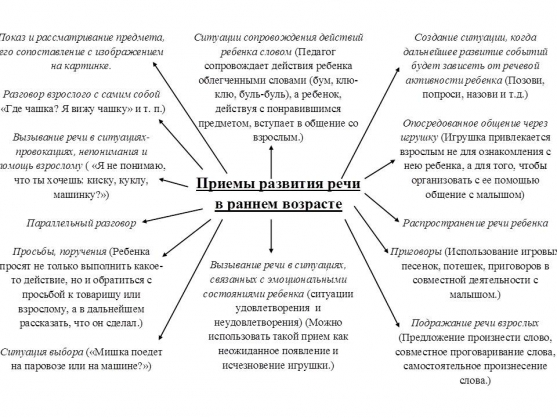 Показ и рассматривание предмета,
его сопоставление с изображением
на картинке.
Разговор взрослого с самим собой
«Где чашка? Я вижу чашку» и т. п.)
Вызывание речи в ситуациях-
провокациях, непонимания и
помощь взрослому ( «Я не понимаю,
что ты хочешь: киску, куклу,
машинку?»)
Параллельный разговор
Просьбы, поручения (Ребенка
просят не только выполнить какое-
то действие, но и обратиться с
просьбой к товарищу или
взрослому, а в дальнейшем
рассказать, что он сделал.)
Ситуация выбора («Мишка поедет
на паровозе или на машине?»)
Ситуации сопровождения действий
ребенка словом (Педагог
сопровождает действия ребенка
облегченными словами (бум, клю-
клю, буль-буль), а ребенок,
действуя с понравившимся
предметом, вступает в общение со
взрослым.)
Приемы развития речи
в раннем возрасте
Вызывание речи в ситуациях,
связанных с эмоциональными
состояниями ребенка (ситуации
удовлетворения и
неудовлетворения) (Можно
использовать такой прием как
неожиданное появление и
исчезновение игрушки.)
Создание ситуации, когда
дальнейшее развитие событий
будет зависеть от речевой
активности ребенка (Позови,
попроси, назови и т.д.)
Опосредованное общение через
игрушку (Игрушка привлекается
взрослым не для ознакомления с
нею ребенка, а для того, чтобы
организовать с ее помощью
общение с малышом)
Распространение речи ребенка
Приговоры (Использование игровых
песенок, потешек, приговоров в
совместной деятельности с
малышом.)
Подражание речи взрослых
(Предложение произнести слово,
совместное проговаривание слова,
самостоятельное произнесение
слова.)